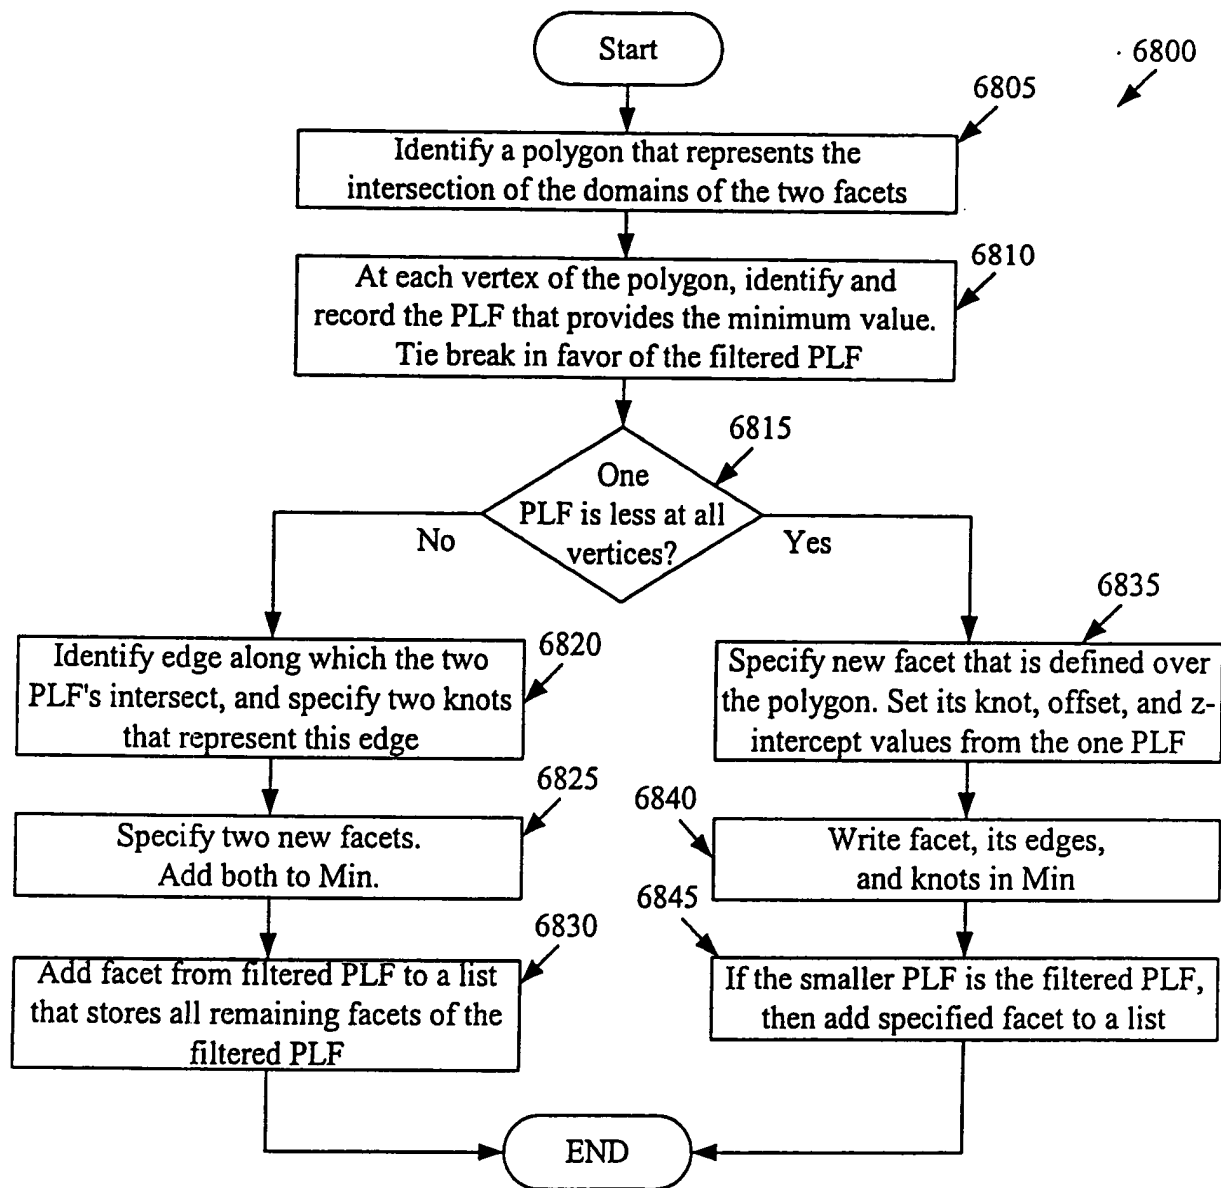 Start
6800
6805
Identify a polygon that represents the
intersection of the domains of the two facets
6810
At each vertex of the polygon, identify and
record the PLF that provides the minimum value.
Tie break in favor of the filtered PLF
6815
One
PLF is less at all
vertices?
No
Yes
6820
Identify edge along which the two
PLF's intersect, and specify two knots
that represent this edge
6825
Specify two new facets.
Add both to Min.
6830
Add facet from filtered PLF to a list
that stores all remaining facets of the
filtered PLF
6835
Specify new facet that is defined over
the polygon. Set its knot, offset, and z-
intercept values from the one PLF
6840
Write facet, its edges,
and knots in Min
6845
If the smaller PLF is the filtered PLF,
then add specified facet to a list
END